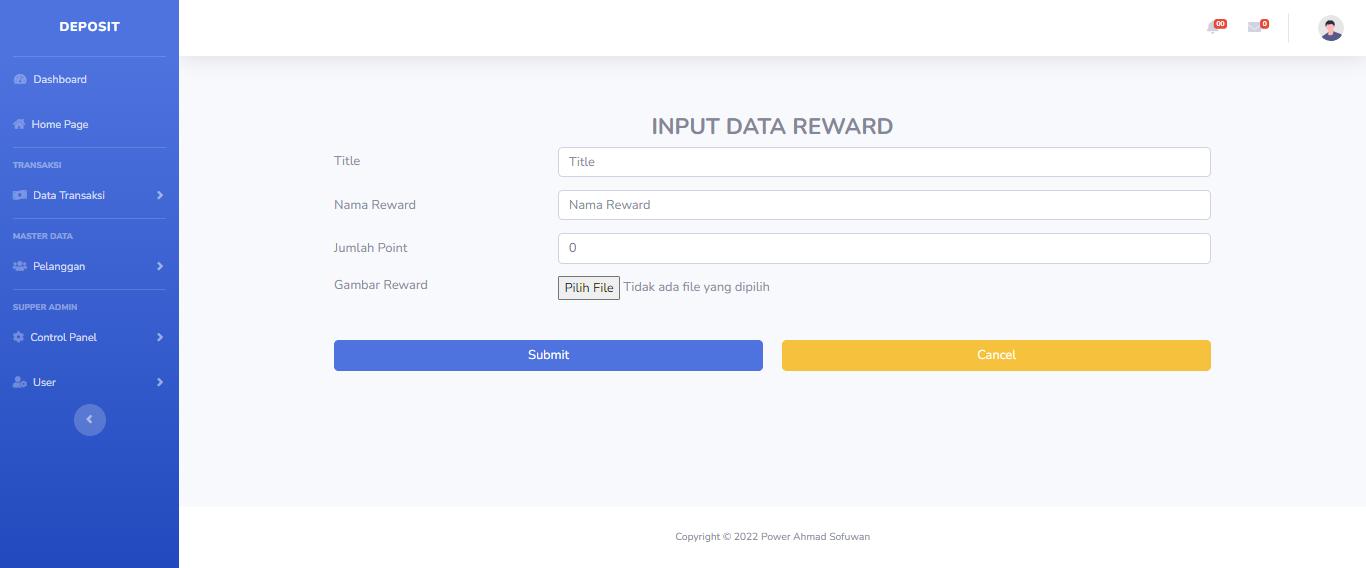 DEPOSIT
Dashboard
Home Page
TRANSAKSI
Data Transaksi
MASTER DATA
Pelanggan
SUPPER ADMIN
Control Panel
User
00
0
INPUT DATA REWARD
Title Title
Nama Reward Nama Reward
Jumlah Point 0
Gambar Reward Pilih File Tidak ada file yang dipilih
Submit Cancel
Copyright © 2022 Power Ahmad Sofuwan